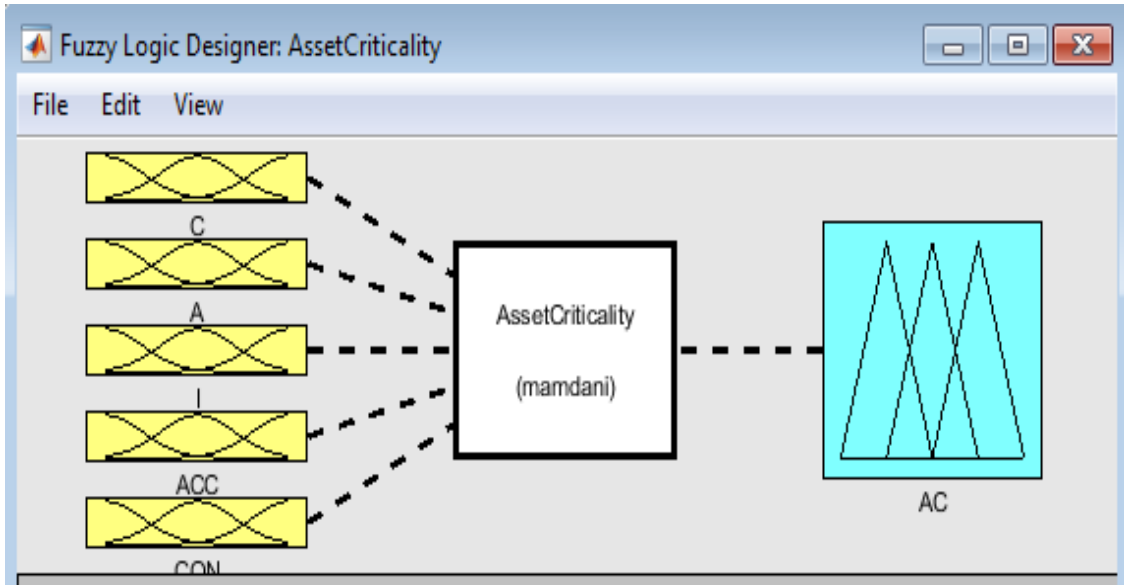 Fuzzy Logic Designer: AssetCriticality
File Edit View
C
A
I
ACC
CON
AssetCriticality
(mamdani)
AC